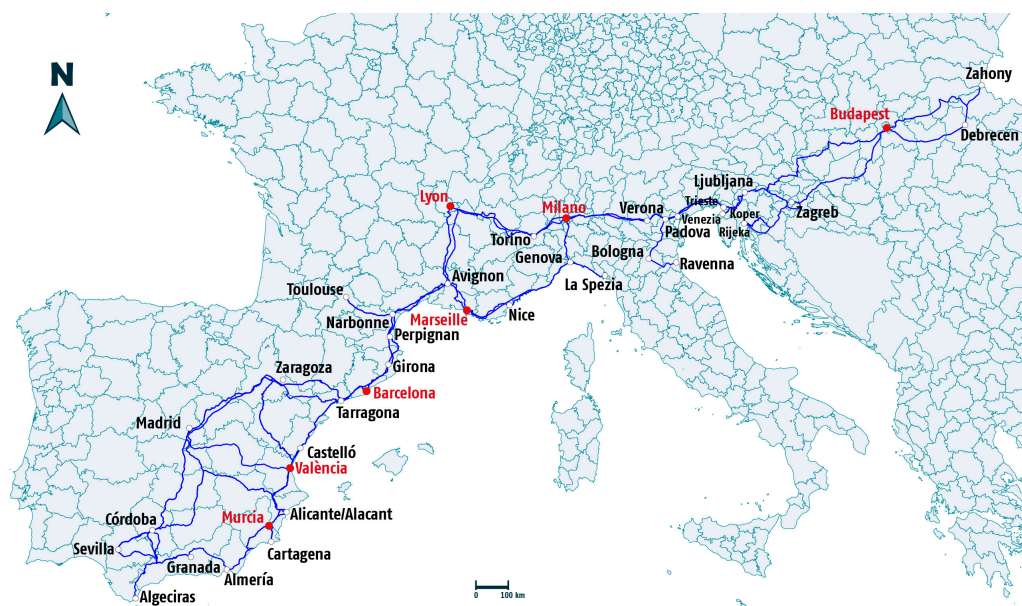 N
Zahony
Budapest
Debrecen
Ljubljana
Lyon
Milano
Verona
Trieste
Koper
Zagreb
Venezia
Rijeka
Padova
Torino
Genova
Bologna
Ravenna
Avignon
La Spezia
Toulouse
Marseille
Nice
Narbonne
Perpignan
Girona
Zaragoza
Barcelona
Tarragona
Madrid
Castelló
València
Alicante/Alacant
Murcia
Córdoba
Sevilla
Cartagena
Granada
Almería
Algeciras
0 100 km